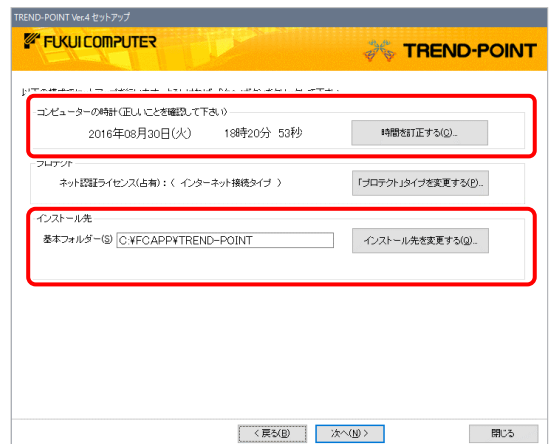 TREND-POINT Ver.4 セットアップ
FUKUI COMPUTER
TREND-POINT
コンピューターの時計(正しいことを確認して下さい)
2016年08月30日(火) 18時20分 53秒
時間を訂正する(C)...
プロテクト
ネット認証ライセンス(占有):( インターネット接続タイプ )
「プロテクト」タイプを変更する(P)...
インストール先
基本フォルダー(S) C:¥FCAPP¥TREND-POINT
インストール先を変更する(Q)...
< 戻る(B)
次へ(N) >
閉じる